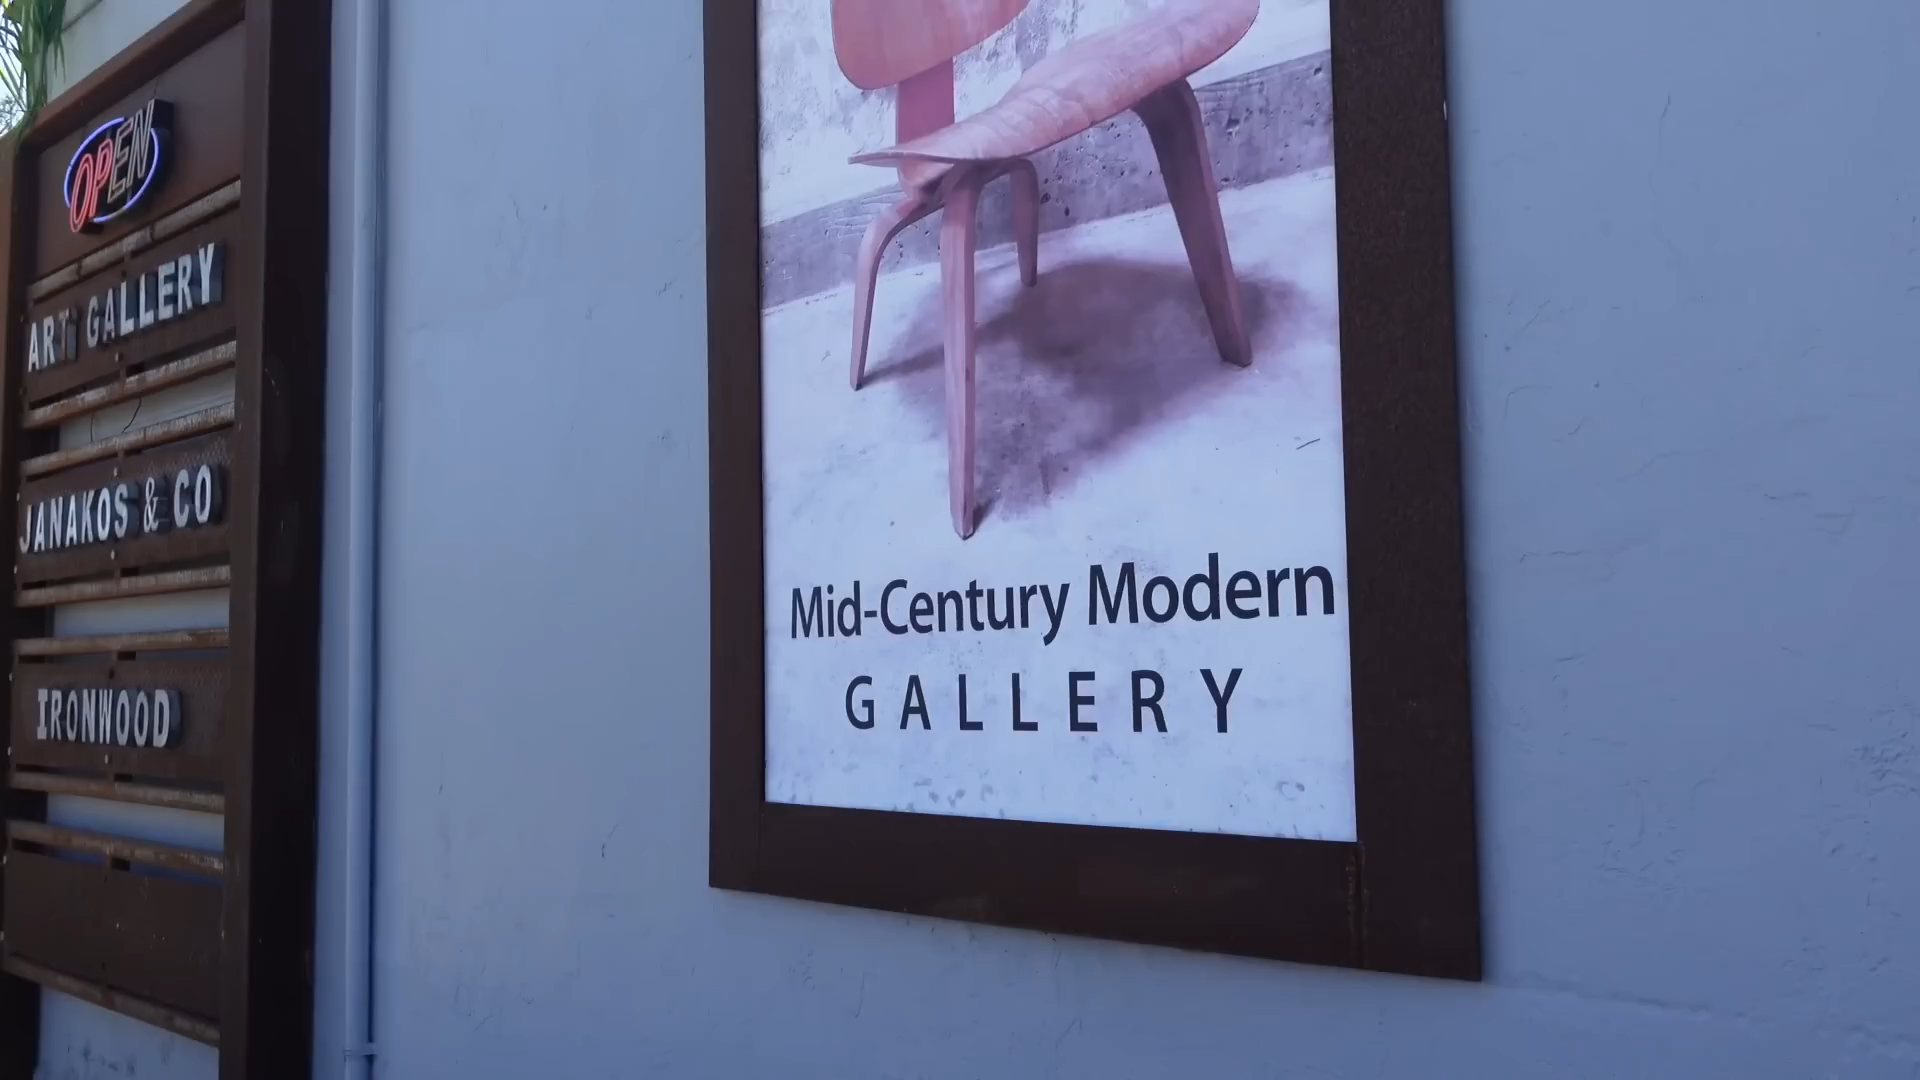 OPEN
ART GALLERY
JANAKOS & CO
IRONWOOD
Mid-Century Modern
GALLERY